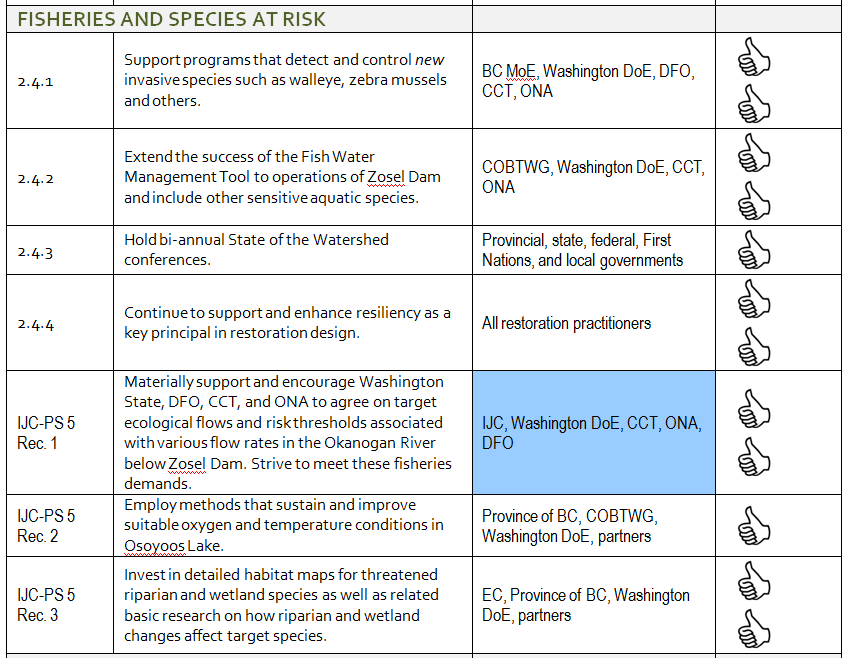 FISHERIES AND SPECIES AT RISK
2.4.1
Support programs that detect and control new
invasive species such as walleye, zebra mussels
and others.
BC MoE, Washington DoE, DFO,
CCT, ONA
2.4.2
Extend the success of the Fish Water
Management Tool to operations of Zosel Dam
and include other sensitive aquatic species.
COBTWG, Washington DoE, CCT,
ONA
2.4.3
Hold bi-annual State of the Watershed
conferences.
Provincial, state, federal, First
Nations, and local governments
2.4.4
Continue to support and enhance resiliency as a
key principal in restoration design.
All restoration practitioners
IJC-PS 5
Rec. 1
Materially support and encourage Washington
State, DFO, CCT, and ONA to agree on target
ecological flows and risk thresholds associated
with various flow rates in the Okanogan River
below Zosel Dam. Strive to meet these fisheries
demands.
IJC, Washington DoE, CCT, ONA,
DFO
IJC-PS 5
Rec. 2
Employ methods that sustain and improve
suitable oxygen and temperature conditions in
Osoyoos Lake.
Province of BC, COBTWG,
Washington DoE, partners
IJC-PS 5
Rec. 3
Invest in detailed habitat maps for threatened
riparian and wetland species as well as related
basic research on how riparian and wetland
changes affect target species.
EC, Province of BC, Washington
DoE, partners